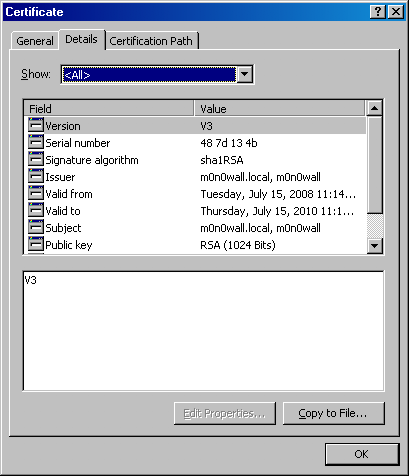 Certificate
General Details Certification Path
Show: <All>
Field Value
Version V3
Serial number 48 7d 13 4b
Signature algorithm sha1RSA
Issuer m0n0wall.local, m0n0wall
Valid from Tuesday, July 15, 2008 11:14...
Valid to Thursday, July 15, 2010 11:1...
Subject m0n0wall.local, m0n0wall
Public key RSA (1024 Bits)
V3
Edit Properties... Copy to File...
OK